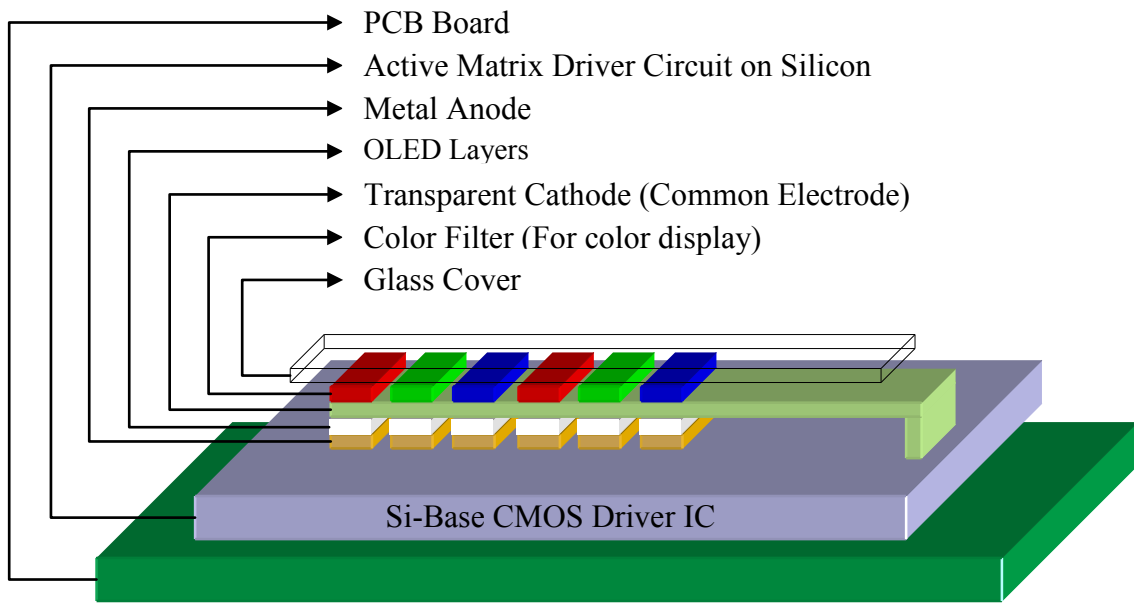 PCB Board
Active Matrix Driver Circuit on Silicon
Metal Anode
OLED Layers
Transparent Cathode (Common Electrode)
Color Filter (For color display)
Glass Cover
Si-Base CMOS Driver IC